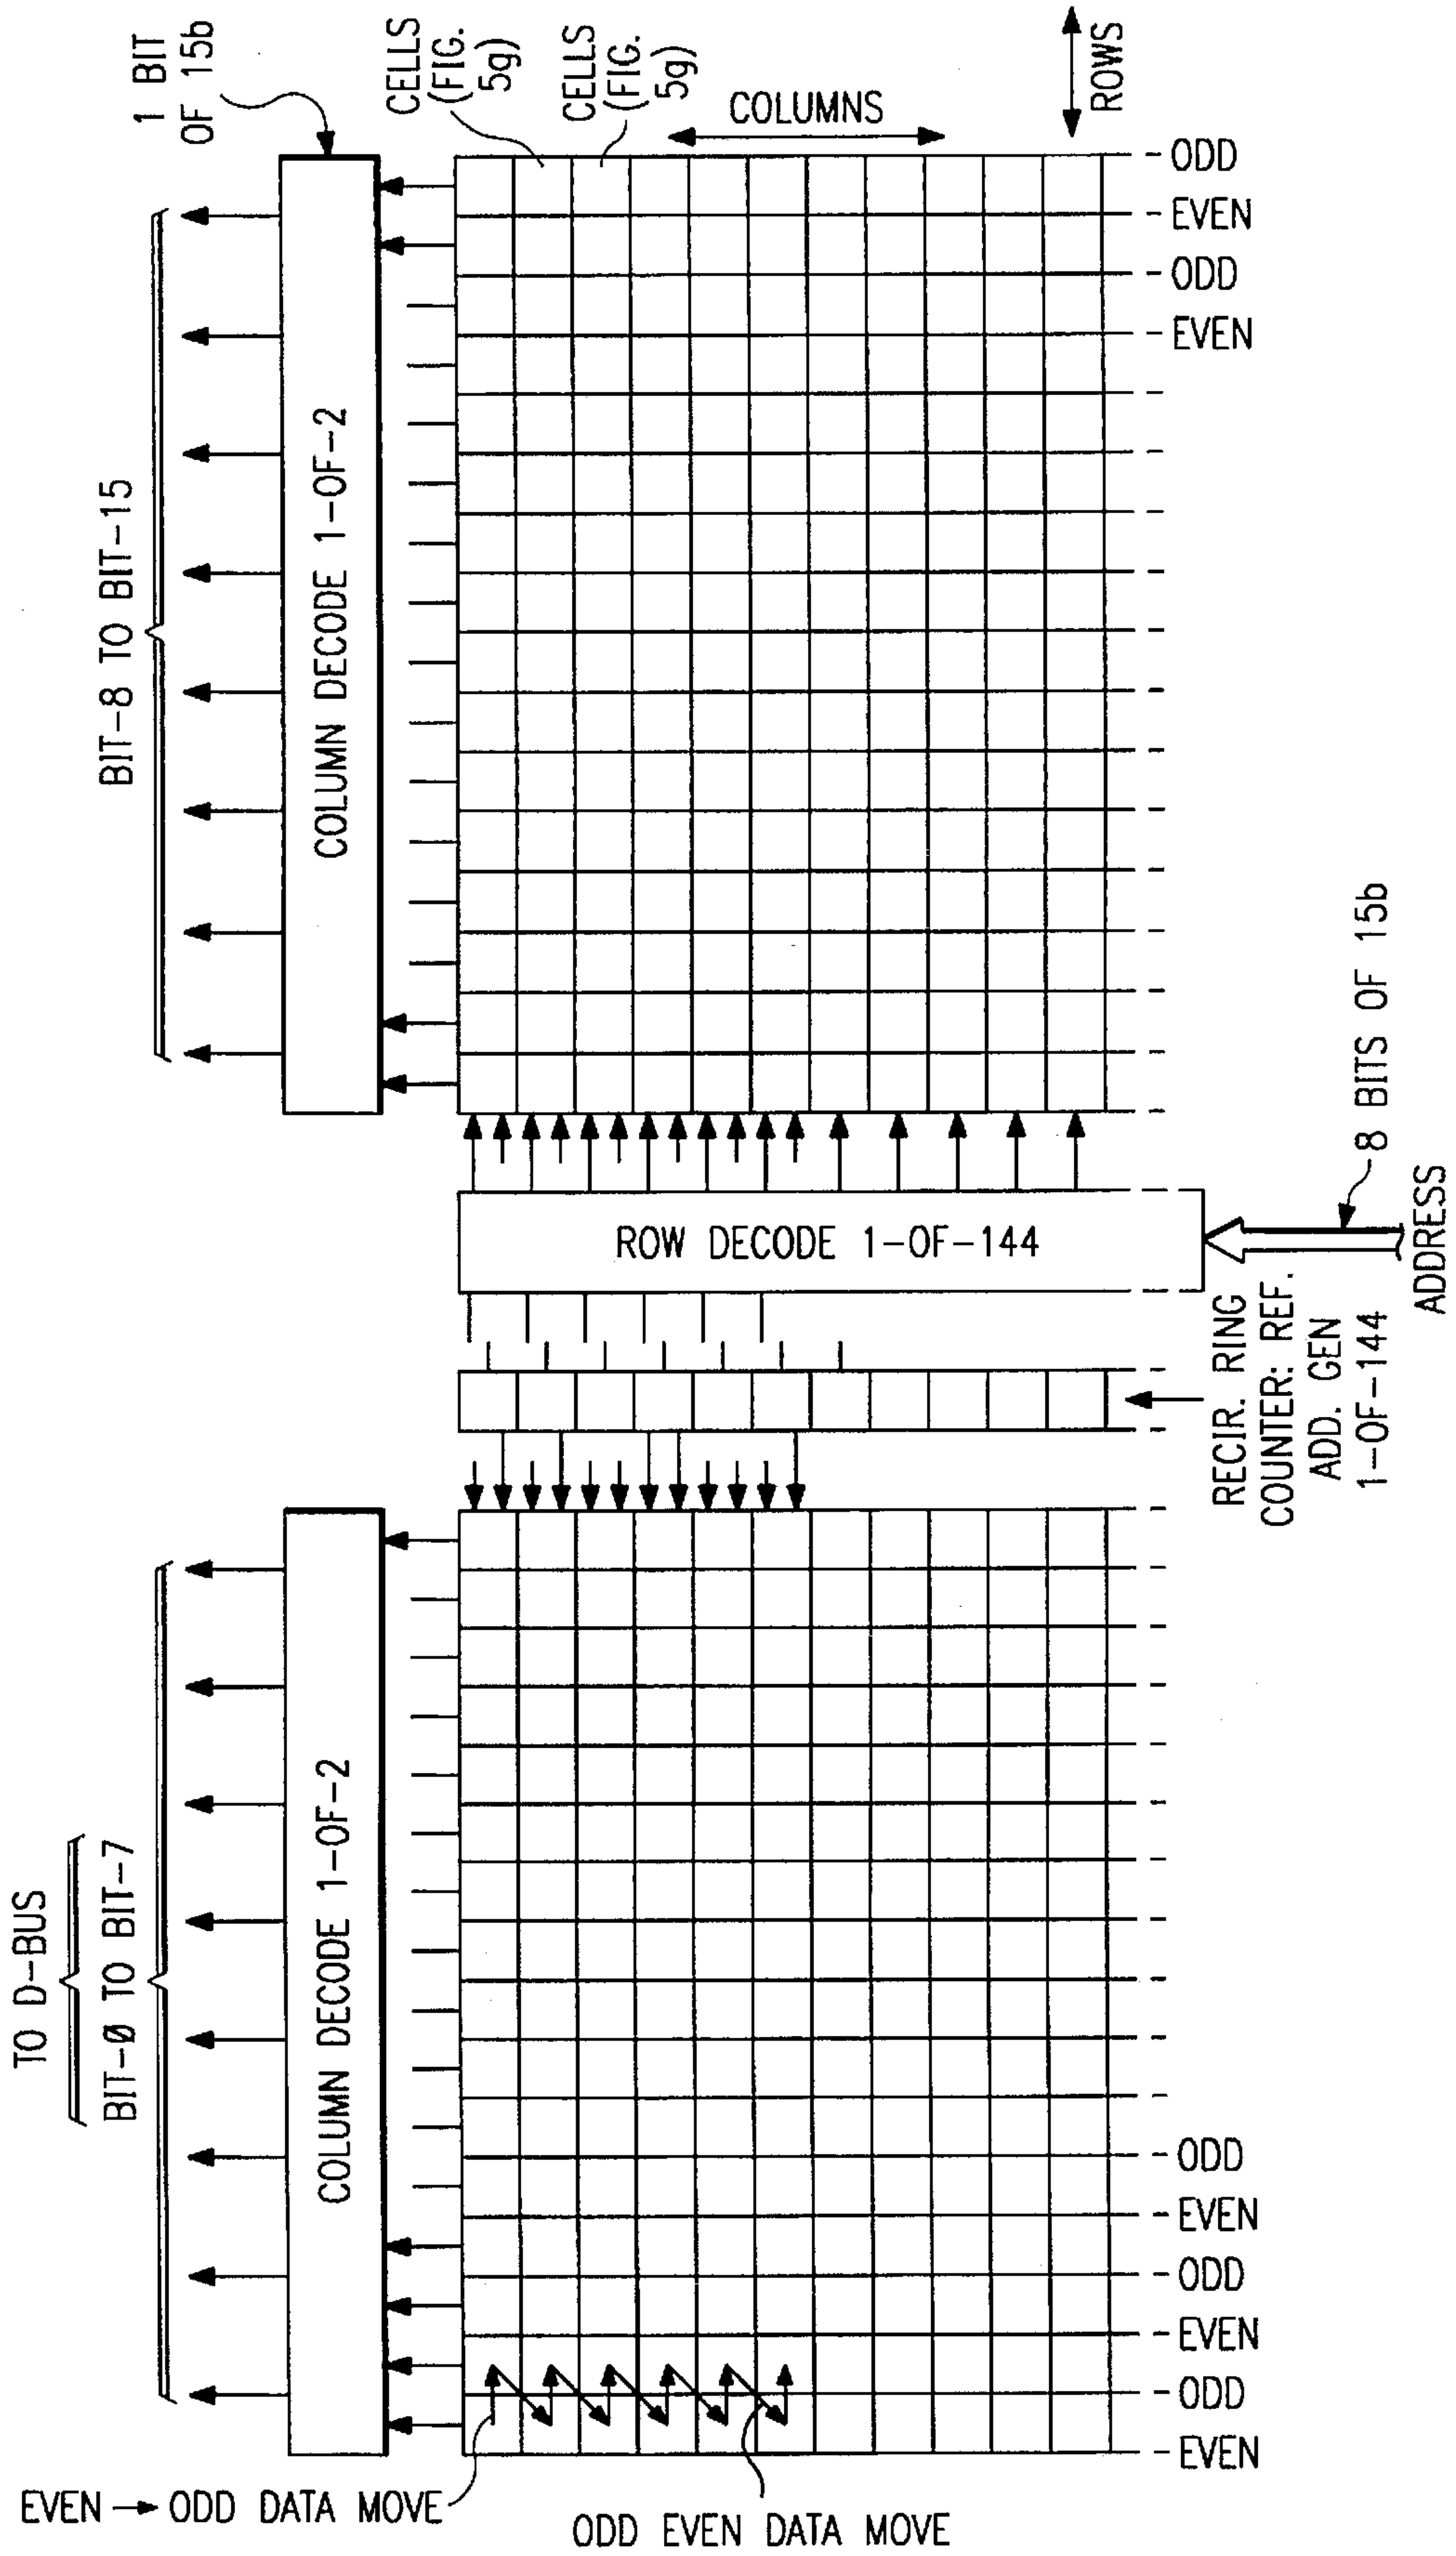 TO D-BUS
BIT-Ø TO BIT-7
BIT-8 TO BIT-15
1 BIT
OF 15b
COLUMN DECODE 1-OF-2
COLUMN DECODE 1-OF-2
CELLS
(FIG.
5g)
CELLS
(FIG.
5g)
COLUMNS
ROWS
EVEN → ODD DATA MOVE
ODD EVEN DATA MOVE
ROW DECODE 1-OF-144
EVEN
ODD
EVEN
ODD
EVEN
ODD
EVEN
ODD
EVEN
ODD
RECIR. RING
COUNTER: REF.
ADD. GEN
1-OF-144
8 BITS OF 15b
ADDRESS